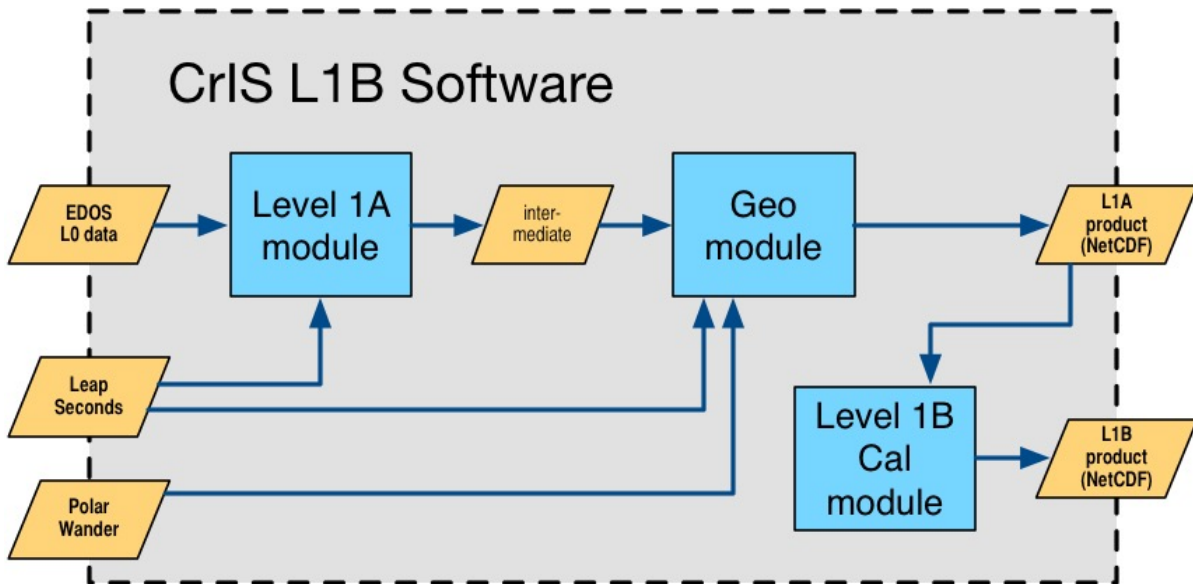 CrIS L1B Software
EDOS
L0 data
Level 1A
module
inter-
mediate
Geo
module
L1A
product
(NetCDF)
Leap
Seconds
Level 1B
Cal
module
L1B
product
(NetCDF)
Polar
Wander